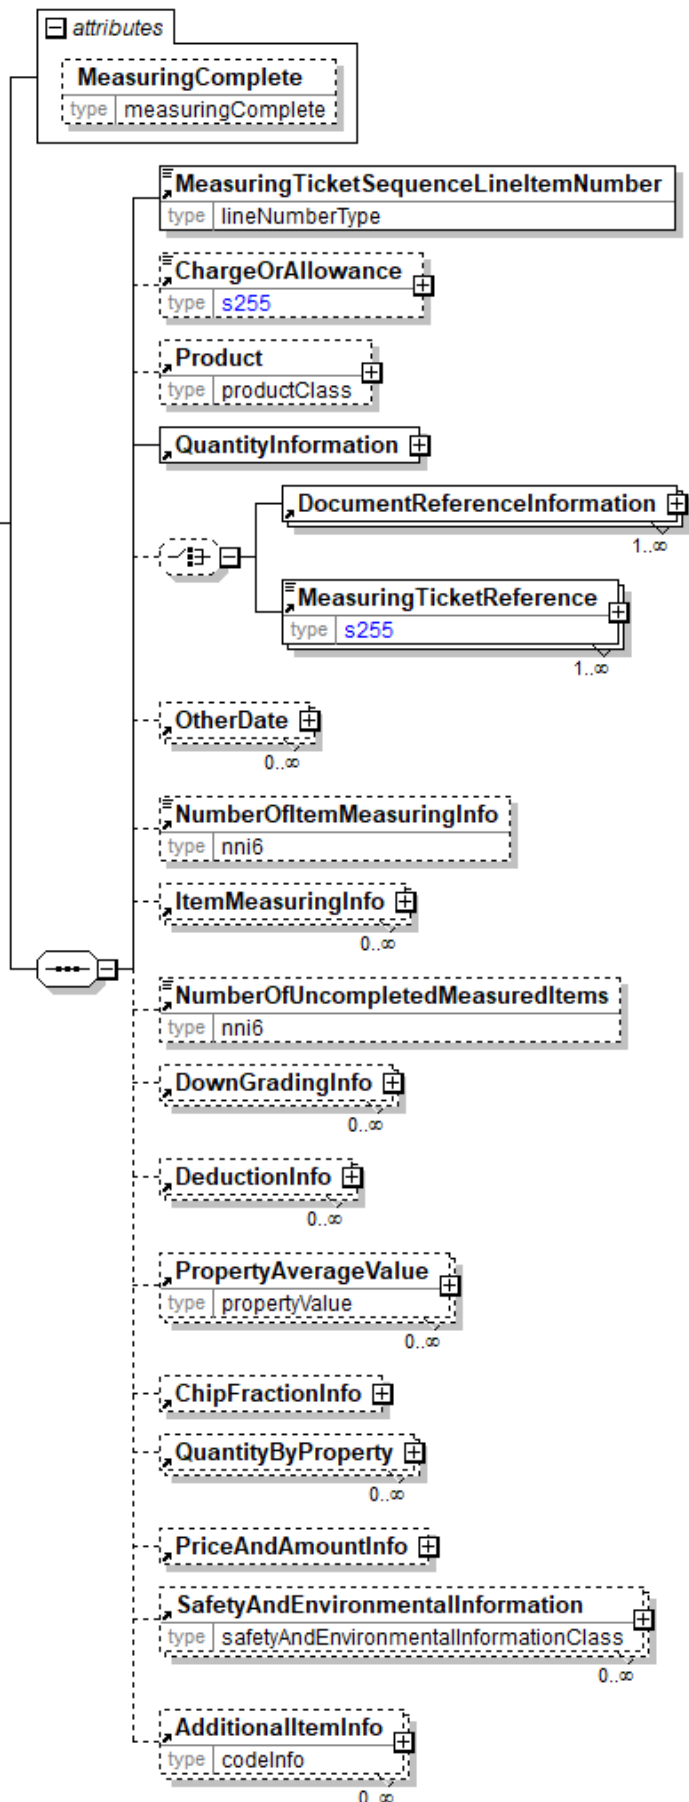 attributes
MeasuringComplete
type measuringComplete
MeasuringTicketSequenceLineItemNumber
type lineNumberType
ChargeOrAllowance
type s255
Product
type productClass
QuantityInformation
DocumentReferenceInformation
1..∞
MeasuringTicketReference
type s255
1..∞
OtherDate
0..∞
NumberOfItemMeasuringInfo
type nni6
ItemMeasuringInfo
0..∞
NumberOfUncompletedMeasuredItems
type nni6
DownGradingInfo
0..∞
DeductionInfo
0..∞
PropertyAverageValue
type propertyValue
0..∞
ChipFractionInfo
QuantityByProperty
0..∞
PriceAndAmountInfo
SafetyAndEnvironmentalInformation
type safetyAndEnvironmentalInformationClass
0..∞
AdditionalItemInfo
type codeInfo
0..∞